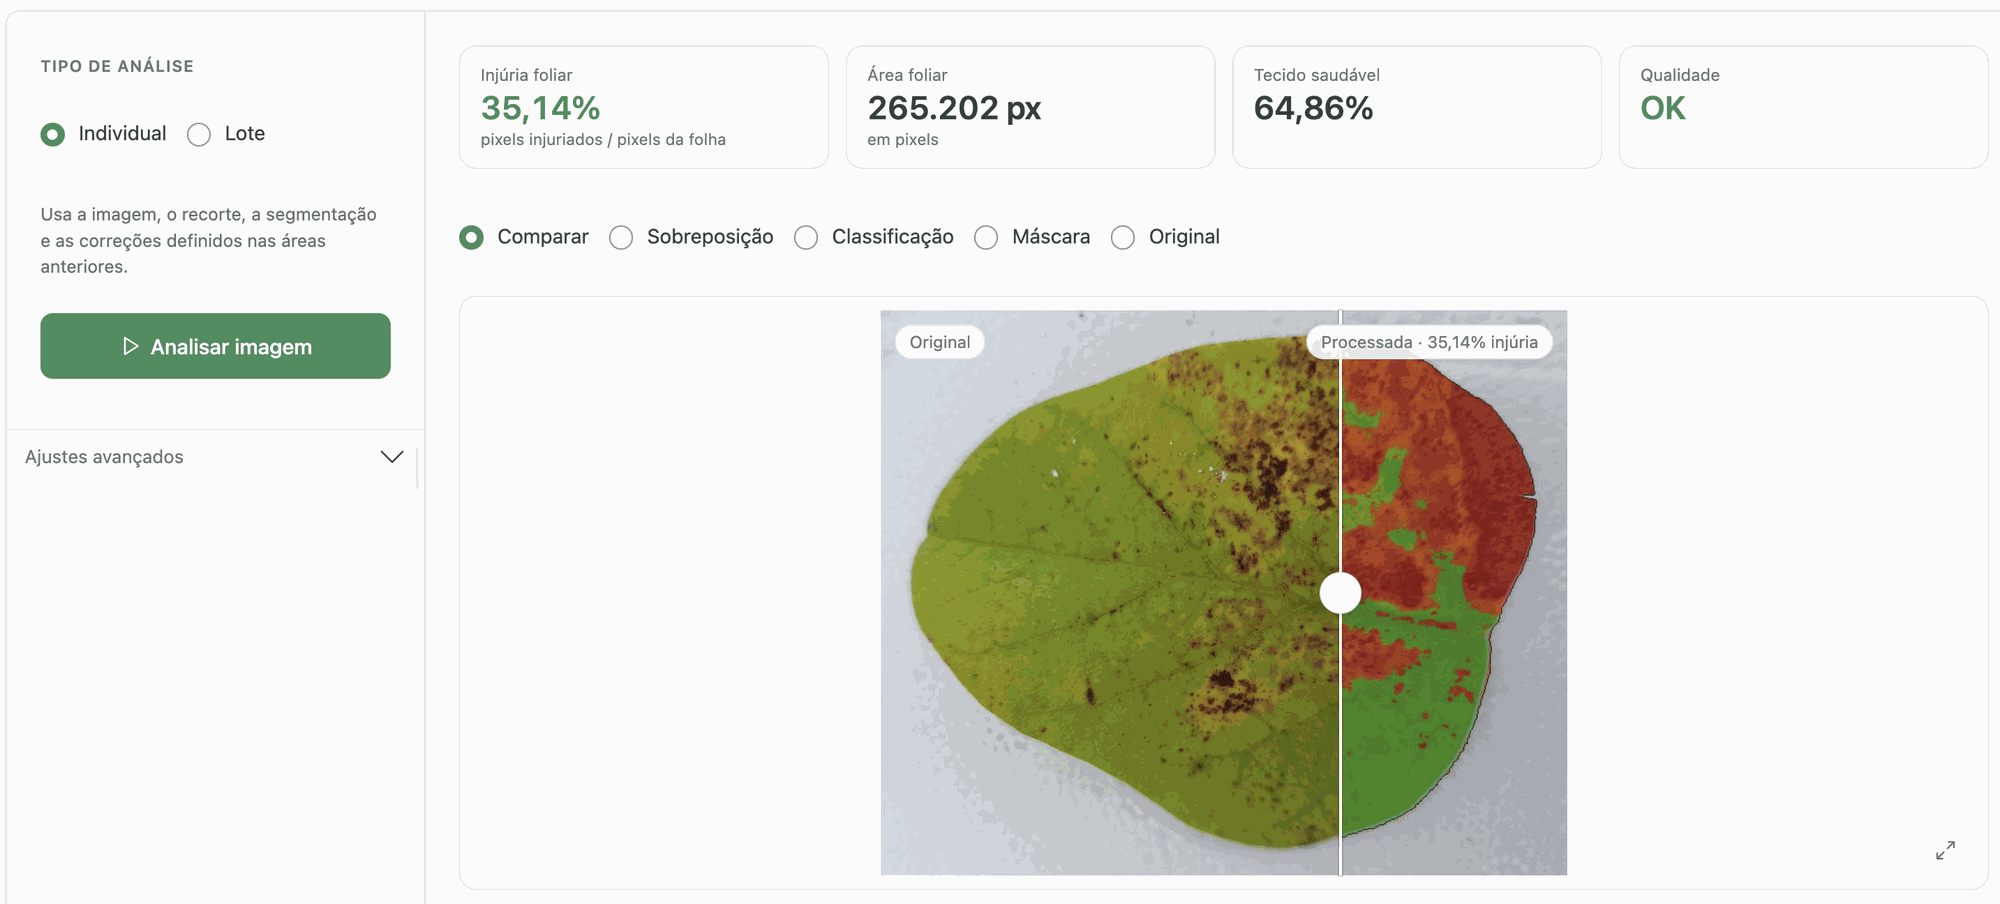 TIPO DE ANÁLISE
Individual
Lote
Usa a imagem, o recorte, a segmentação
e as correções definidos nas áreas
anteriores.
Analisar imagem
Ajustes avançados
Injúria foliar
35,14%
pixels injuriados / pixels da folha
Área foliar
265.202 px
em pixels
Tecido saudável
64,86%
Qualidade
OK
Comparar
Sobreposição
Classificação
Máscara
Original
Original
Processada · 35,14% injúria